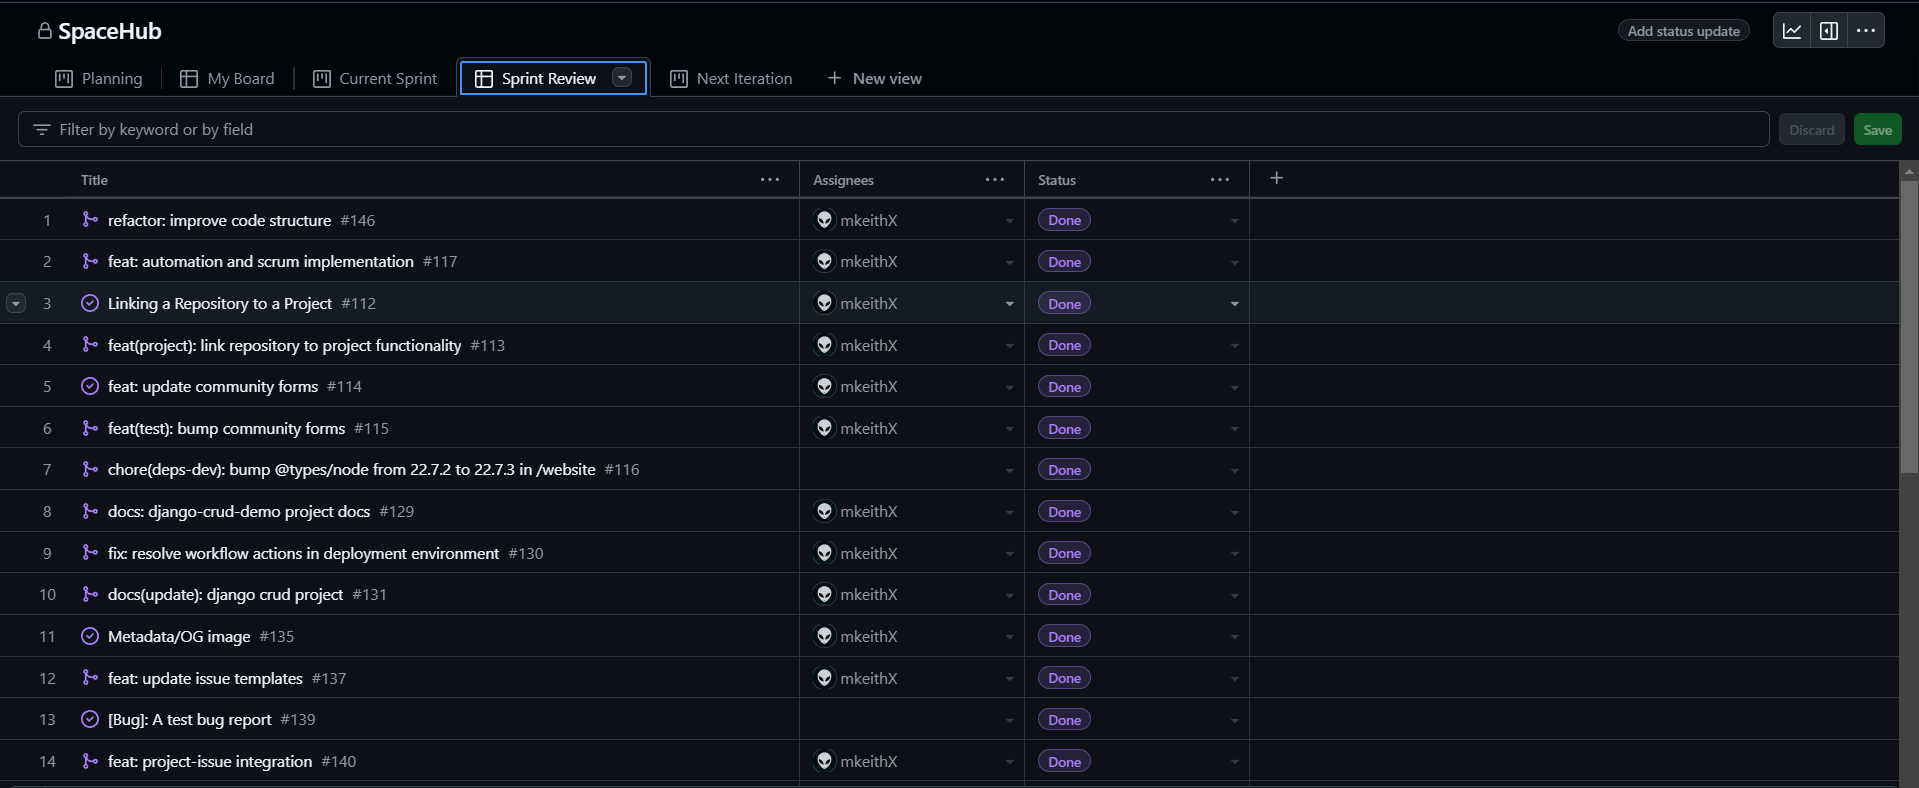 SpaceHub
Add status update
Planning
My Board
Current Sprint
Sprint Review
Next Iteration
New view
Filter by keyword or by field
Discard
Save
Title
Assignees
Status
1 refactor: improve code structure #146 mkeithX Done
2 feat: automation and scrum implementation #117 mkeithX Done
3 Linking a Repository to a Project #112 mkeithX Done
4 feat(project): link repository to project functionality #113 mkeithX Done
5 feat: update community forms #114 mkeithX Done
6 feat(test): bump community forms #115 mkeithX Done
7 chore(deps-dev): bump @types/node from 22.7.2 to 22.7.3 in /website #116 Done
8 docs: django-crud-demo project docs #129 mkeithX Done
9 fix: resolve workflow actions in deployment environment #130 mkeithX Done
10 docs(update): django crud project #131 mkeithX Done
11 Metadata/OG image #135 mkeithX Done
12 feat: update issue templates #137 mkeithX Done
13 [Bug]: A test bug report #139 Done
14 feat: project-issue integration #140 mkeithX Done